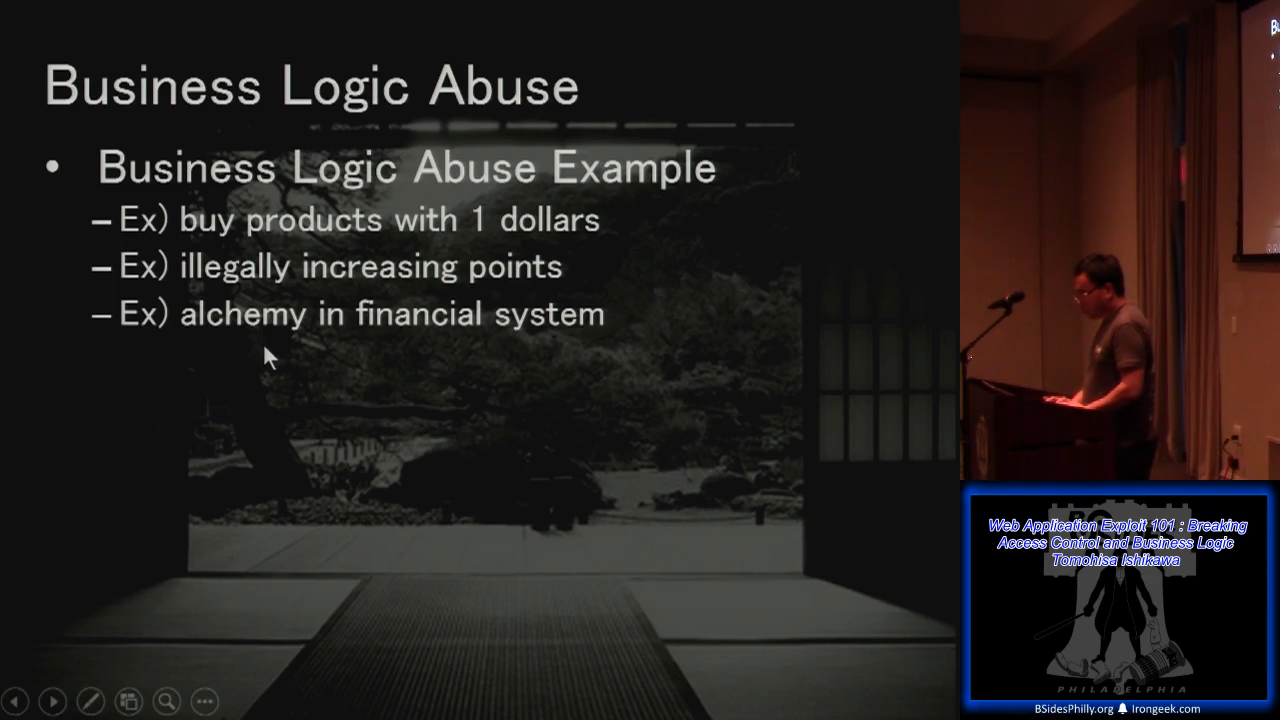 Business Logic Abuse
• Business Logic Abuse Example
– Ex) buy products with 1 dollars
– Ex) illegally increasing points
– Ex) alchemy in financial system
Web Application Exploit 101 : Breaking
Access Control and Business Logic
Tomohisa Ishikawa
PHILADELPHIA
BSidesPhilly.org Irongeek.com